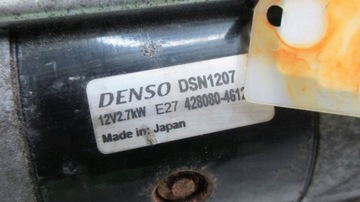 DENSO DSN1207
12V2.7kW E27 428080-4612
Made in: Japan